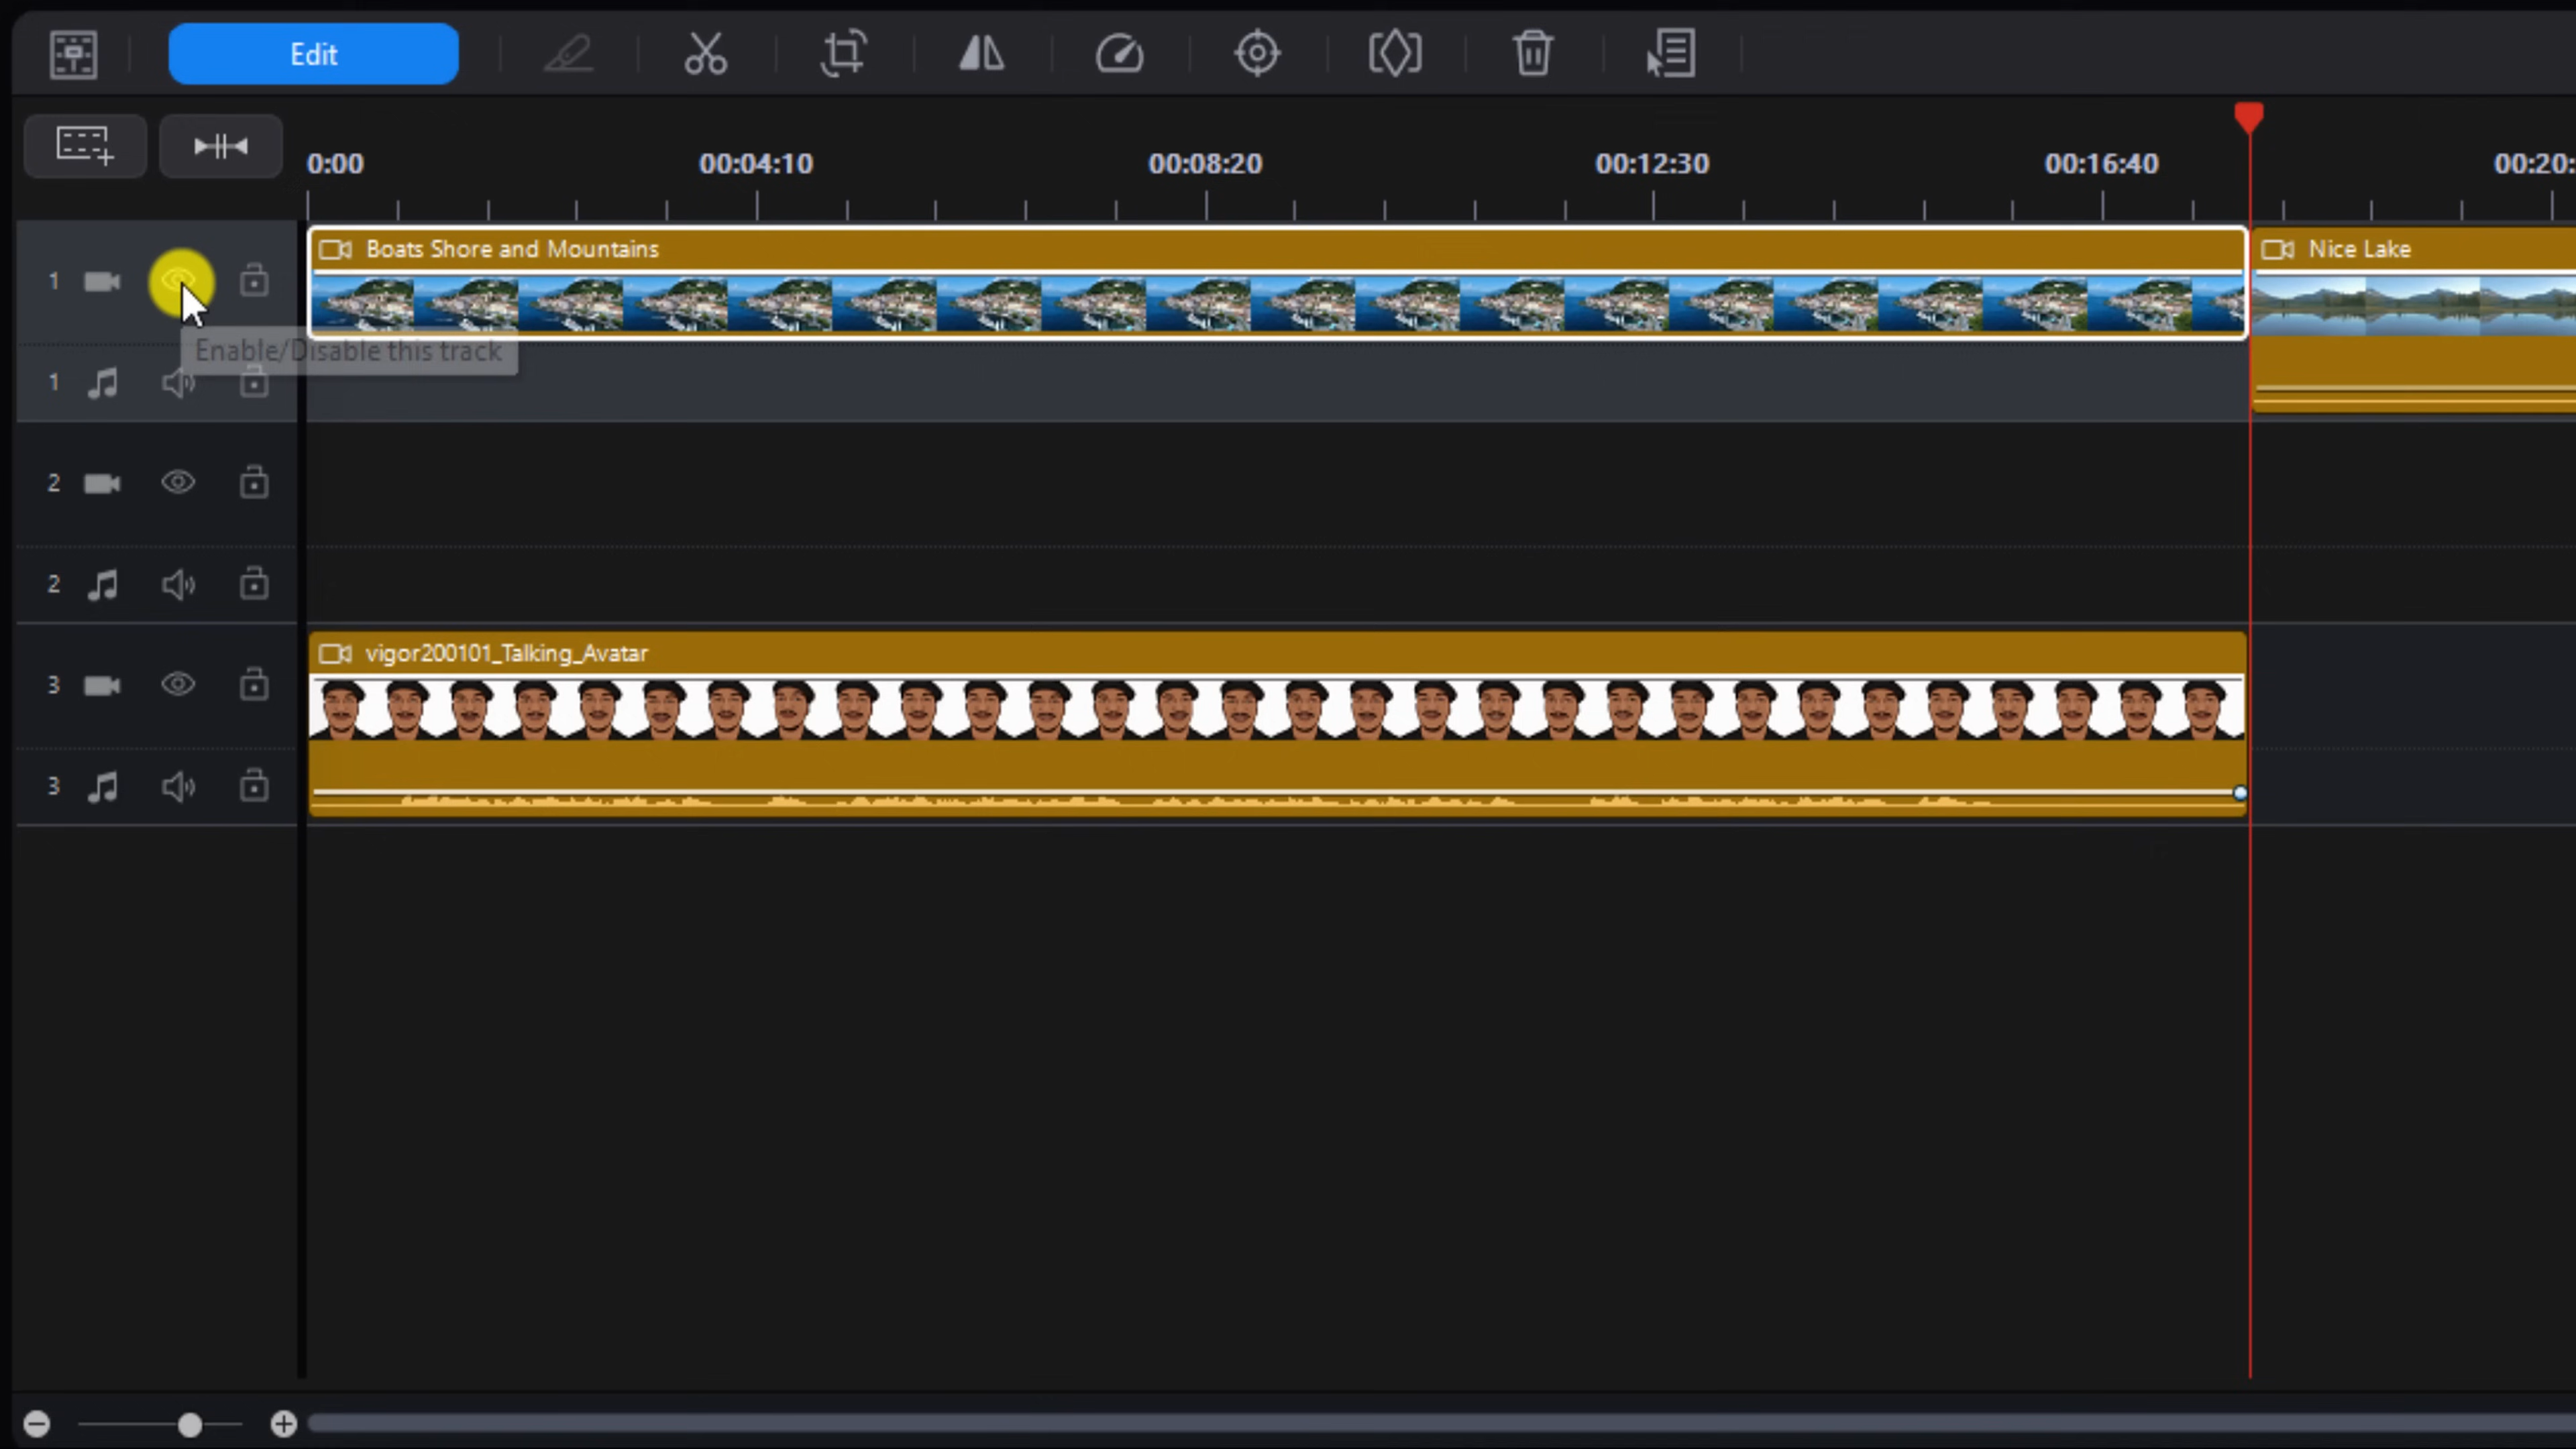 Edit
0:00 00:04:10 00:08:20 00:12:30 00:16:40 00:20:
Boats Shore and Mountains Nice Lake
1
Enable/Disable this track
1
2
2
vigor200101_Talking_Avatar
3
3